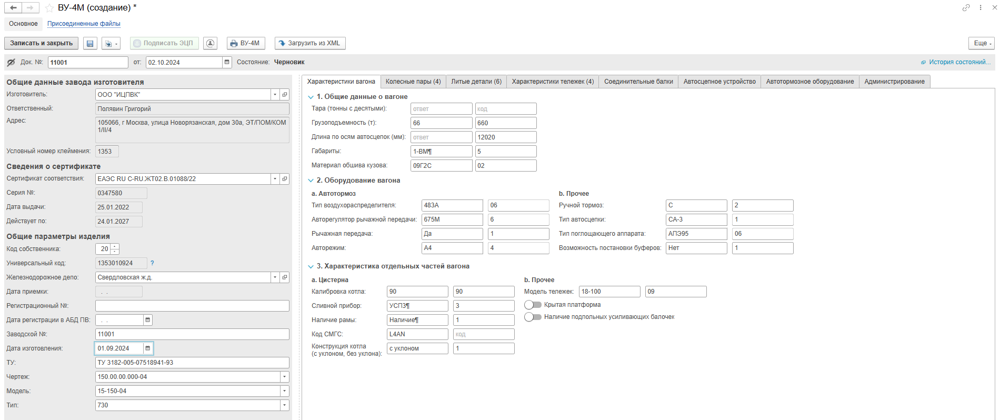 ВУ-4М (создание) *
Основное Присоединенные файлы
Записать и закрыть Подписать ЭЦП ВУ-4М Загрузить из XML Еще
Док. №: 11001 от: 02.10.2024 Состояние: Черновик История состояний...
Общие данные завода изготовителя
Изготовитель: ООО "ИЦПВК"
Ответственный: Полявин Григорий
Адрес: 105066, г Москва, улица Новорязанская, дом 30а, ЭТ/ПОМ/КОМ
1/II/4
Условный номер клеймения: 1353
Сведения о сертификате
Сертификат соответствия: ЕАЭС RU С-RU.ЖТ02.В.01088/22
Серия №: 0347580
Дата выдачи: 25.01.2022
Действует по: 24.01.2027
Общие параметры изделия
Код собственника: 20
Универсальный код: 1353010924 ?
Железнодорожное депо: Свердловская ж.д.
Дата приемки: . .
Регистрационный №:
Дата регистрации в АБД ПВ: . .
Заводской №: 11001
Дата изготовления: 01.09.2024
ТУ: ТУ 3182-005-07518941-93
Чертеж: 150.00.00.000-04
Модель: 15-150-04
Тип: 730
Характеристики вагона Колесные пары (4) Литые детали (6) Характеристики тележек (4) Соединительные балки Автосцепное устройство Автотормозное оборудование Администрирование
1. Общие данные о вагоне
Тара (тонны с десятыми): ответ код
Грузоподъемность (т): 66 660
Длина по осям автосцепок (мм): ответ 12020
Габариты: 1-ВМ¶ 5
Материал обшива кузова: 09Г2С 02
2. Оборудование вагона
a. Автотормоз
Тип воздухораспределителя: 483А 06
Авторегулятор рычажной передачи: 675М 6
Рычажная передача: Да 1
Авторежим: А4 4
b. Прочее
Ручной тормоз: С 2
Тип автосцепки: СА-3 1
Тип поглощающего аппарата: АПЭ95 06
Возможность постановки буферов: Нет 1
3. Характеристика отдельных частей вагона
a. Цистерна
Калибровка котла: 90 90
Сливной прибор: УСПЗ¶ 3
Наличие рамы: Наличие¶ 1
Код СМГС: L4AN код
Конструкция котла
(с уклоном, без уклона): с уклоном 1
b. Прочее
Модель тележек: 18-100 09
Крытая платформа
Наличие подпольных усиливающих балочек